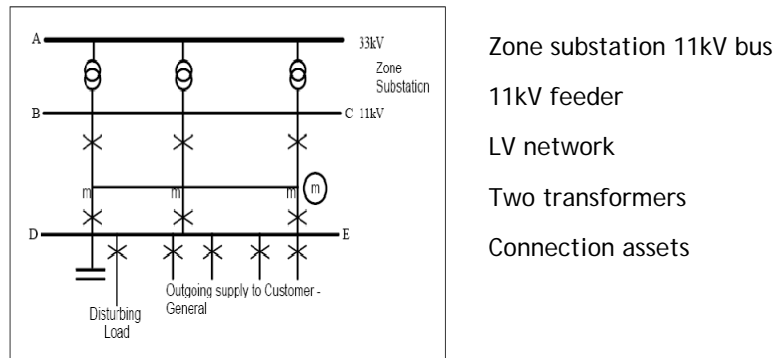 A
33kV
Zone
Substation
B
C 11kV
m
m
m
m
D
E
Outgoing supply to Customer -
General
Disturbing
Load
Zone substation 11kV bus
11kV feeder
LV network
Two transformers
Connection assets